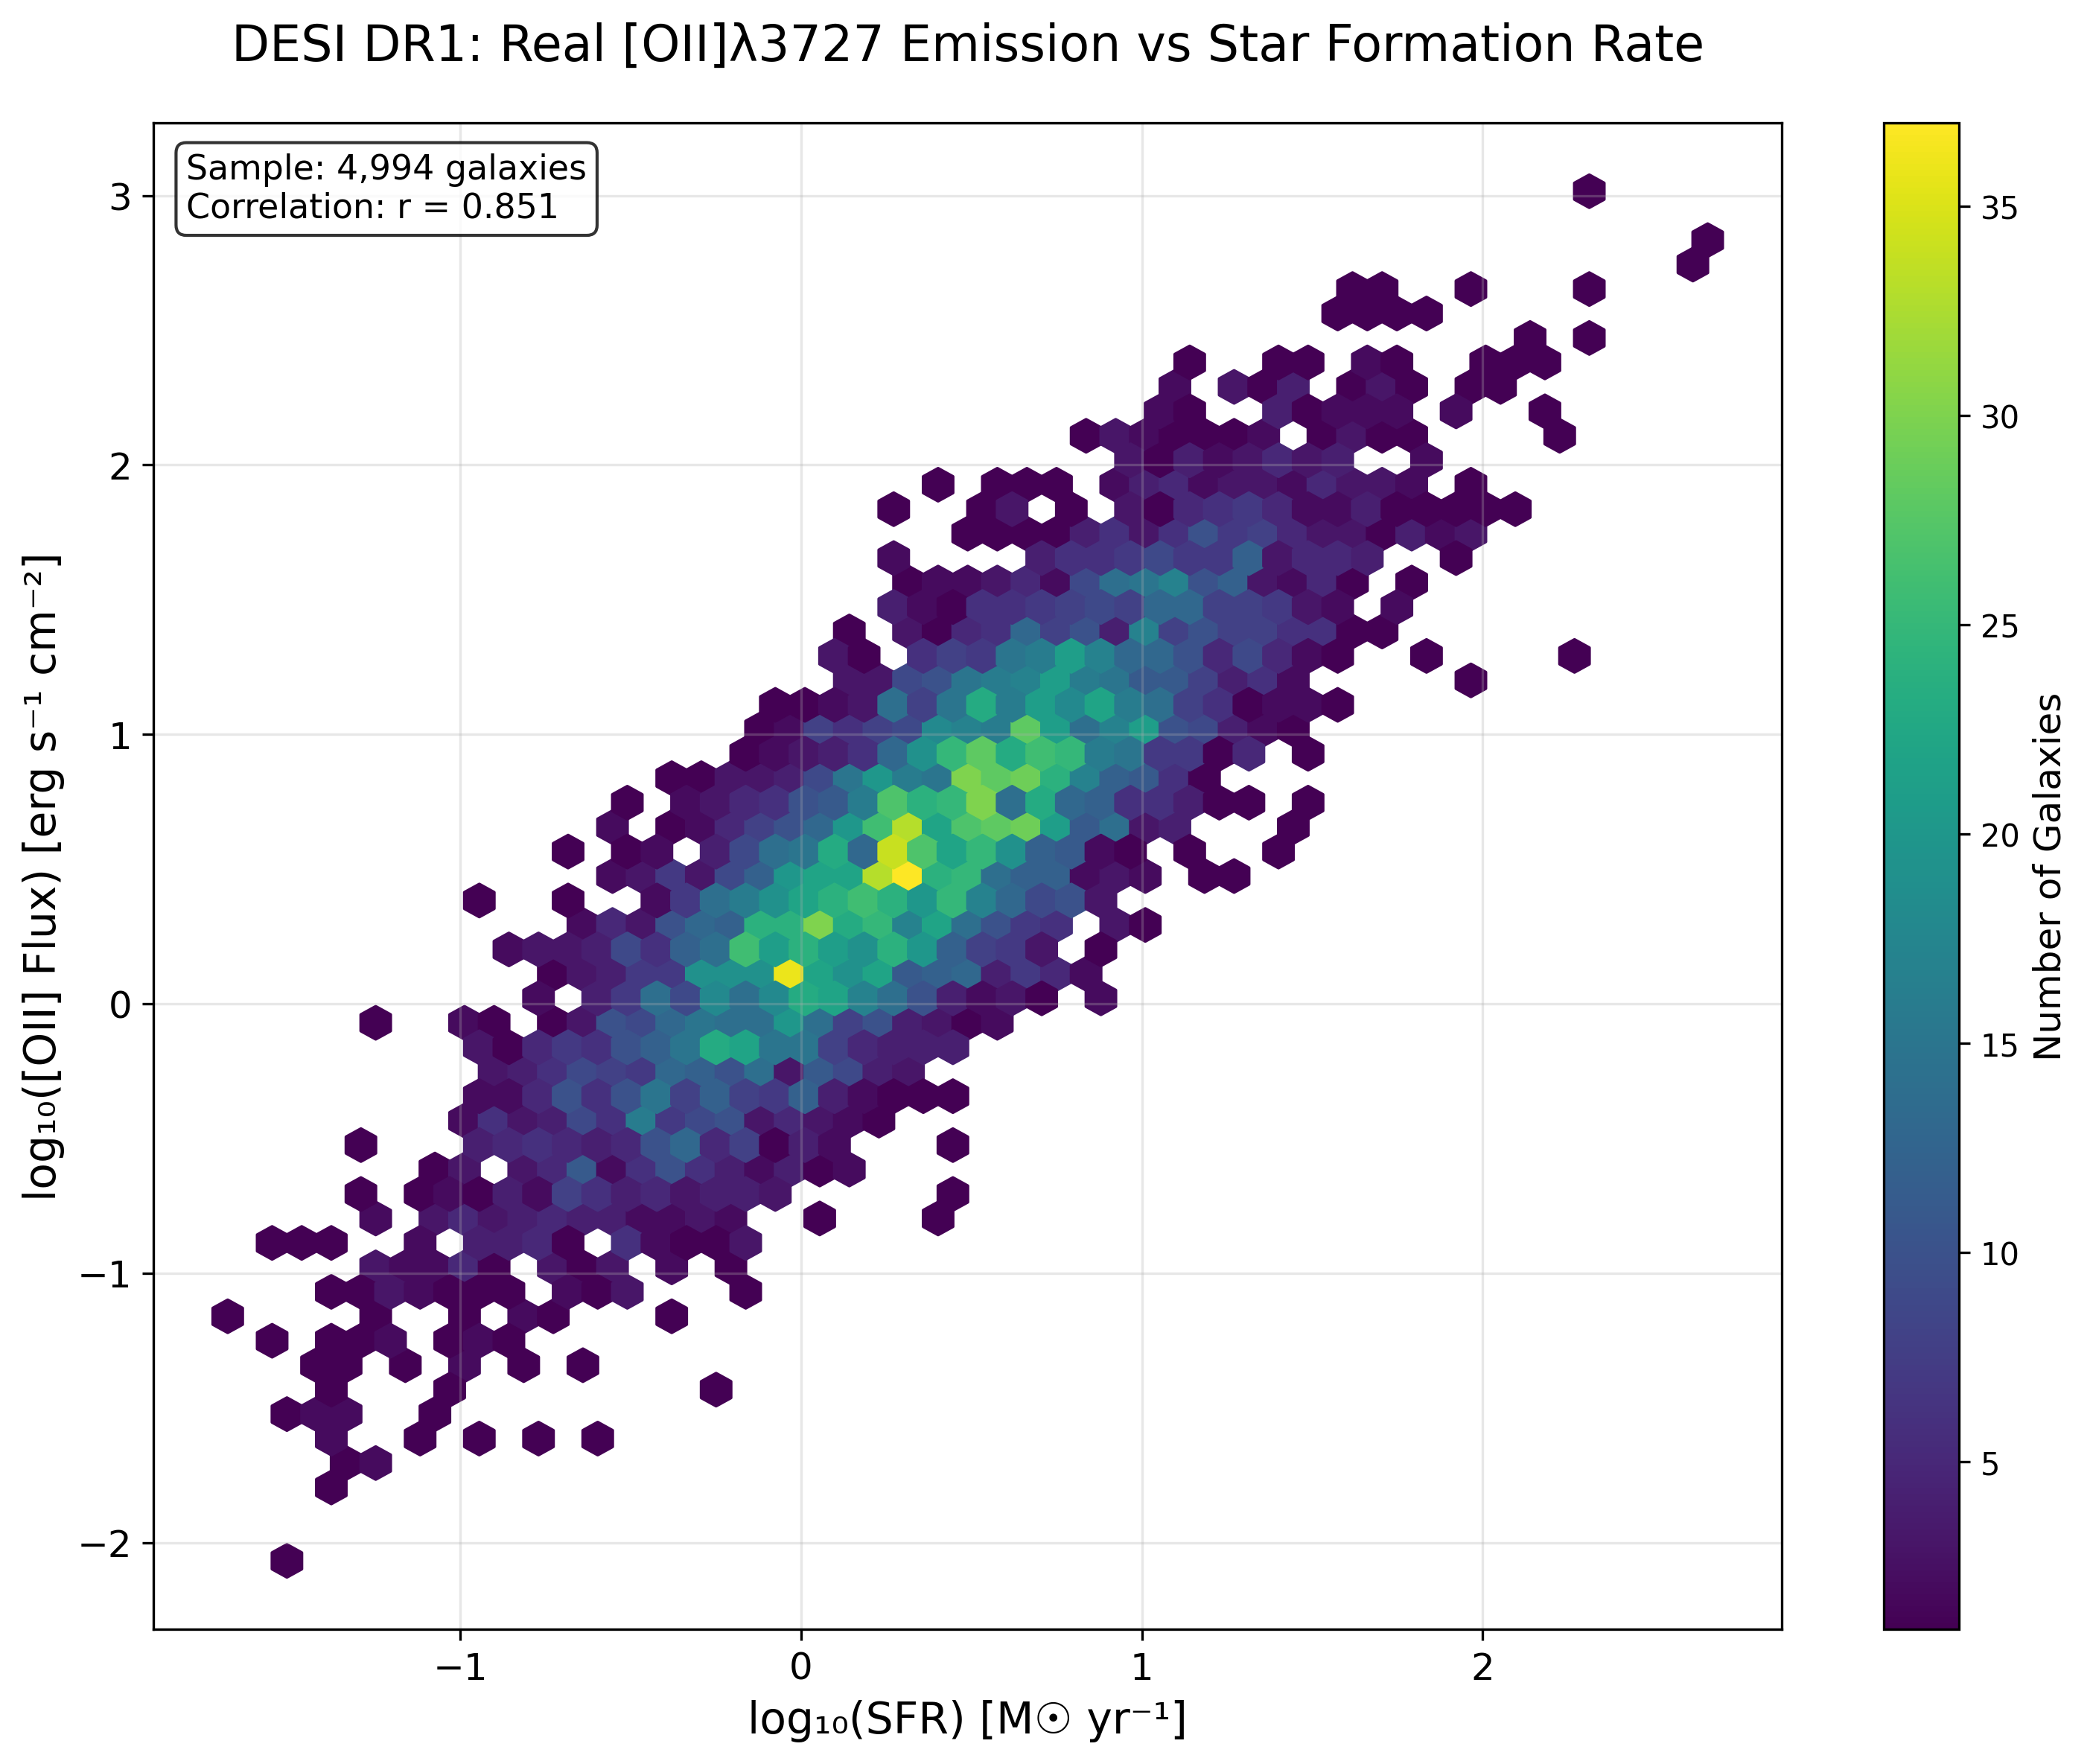 DESI DR1: Real [OII]λ3727 Emission vs Star Formation Rate
Sample: 4,994 galaxies
Correlation: r = 0.851
log₁₀([OII] Flux) [erg s⁻¹ cm⁻²]
3
2
1
0
−1
−2
−1
0
1
2
log₁₀(SFR) [M☉ yr⁻¹]
35
30
25
20
15
10
5
Number of Galaxies